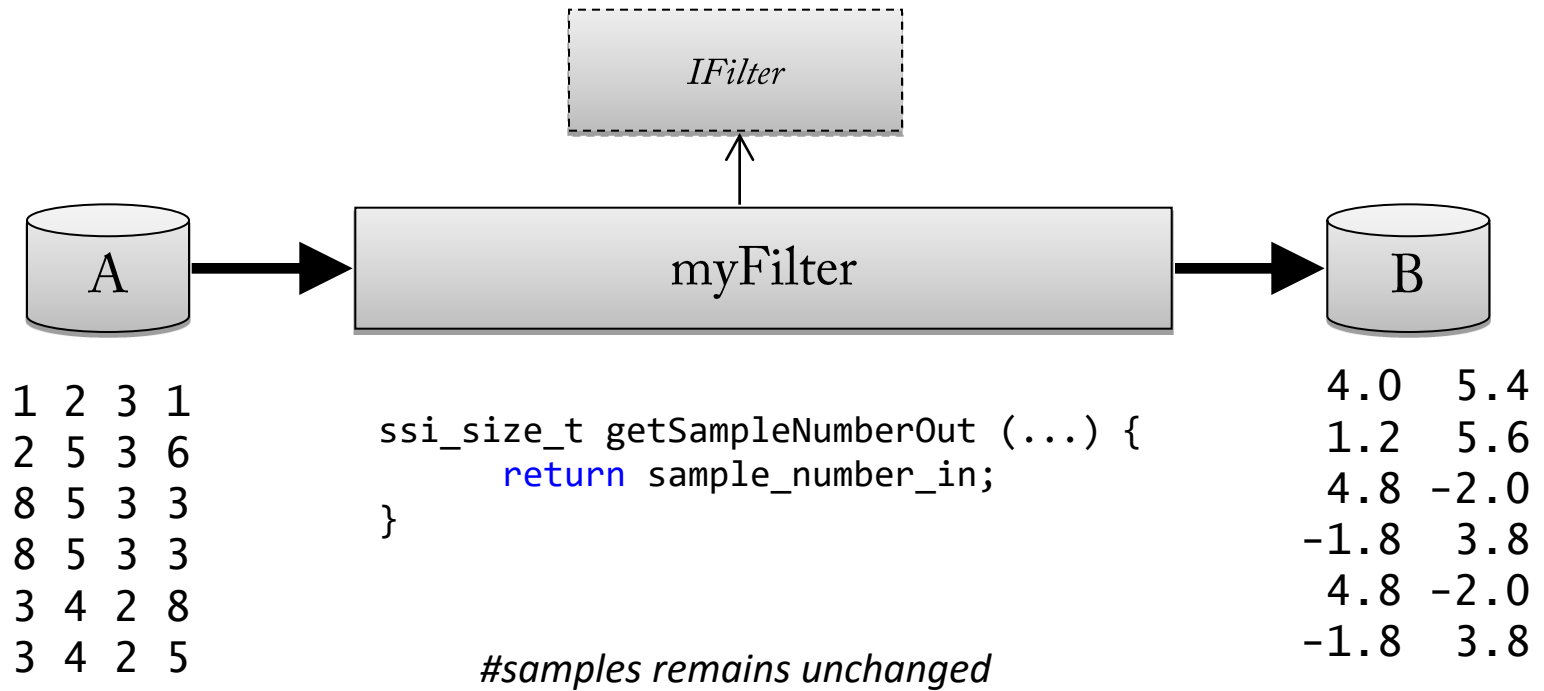 IFilter
A
myFilter
B
1 2 3 1
2 5 3 6
8 5 3 3
8 5 3 3
3 4 2 8
3 4 2 5
ssi_size_t getSampleNumberOut (...) {
return sample_number_in;
}
#samples remains unchanged
4.0 5.4
1.2 5.6
4.8 -2.0
-1.8 3.8
4.8 -2.0
-1.8 3.8